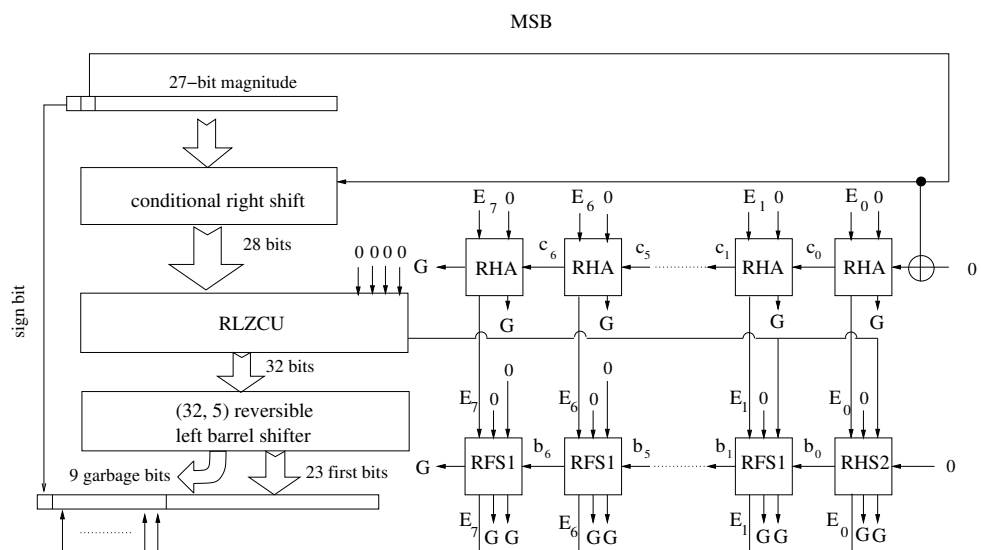 MSB
27−bit magnitude
conditional right shift
28 bits
0 0 0 0
RLZCU
32 bits
(32, 5) reversible
left barrel shifter
9 garbage bits
23 first bits
sign bit
E7 0 E6 0 E1 0 E0 0
G RHA c6 RHA c5 c1 RHA c0 RHA 0
G G G G
0 0
E7 0 E6 0 E1 0 E0 0
G RFS1 b6 RFS1 b5 b1 RFS1 b0 RHS2 0
E7 G G E6 G G E1 G G E0 G G